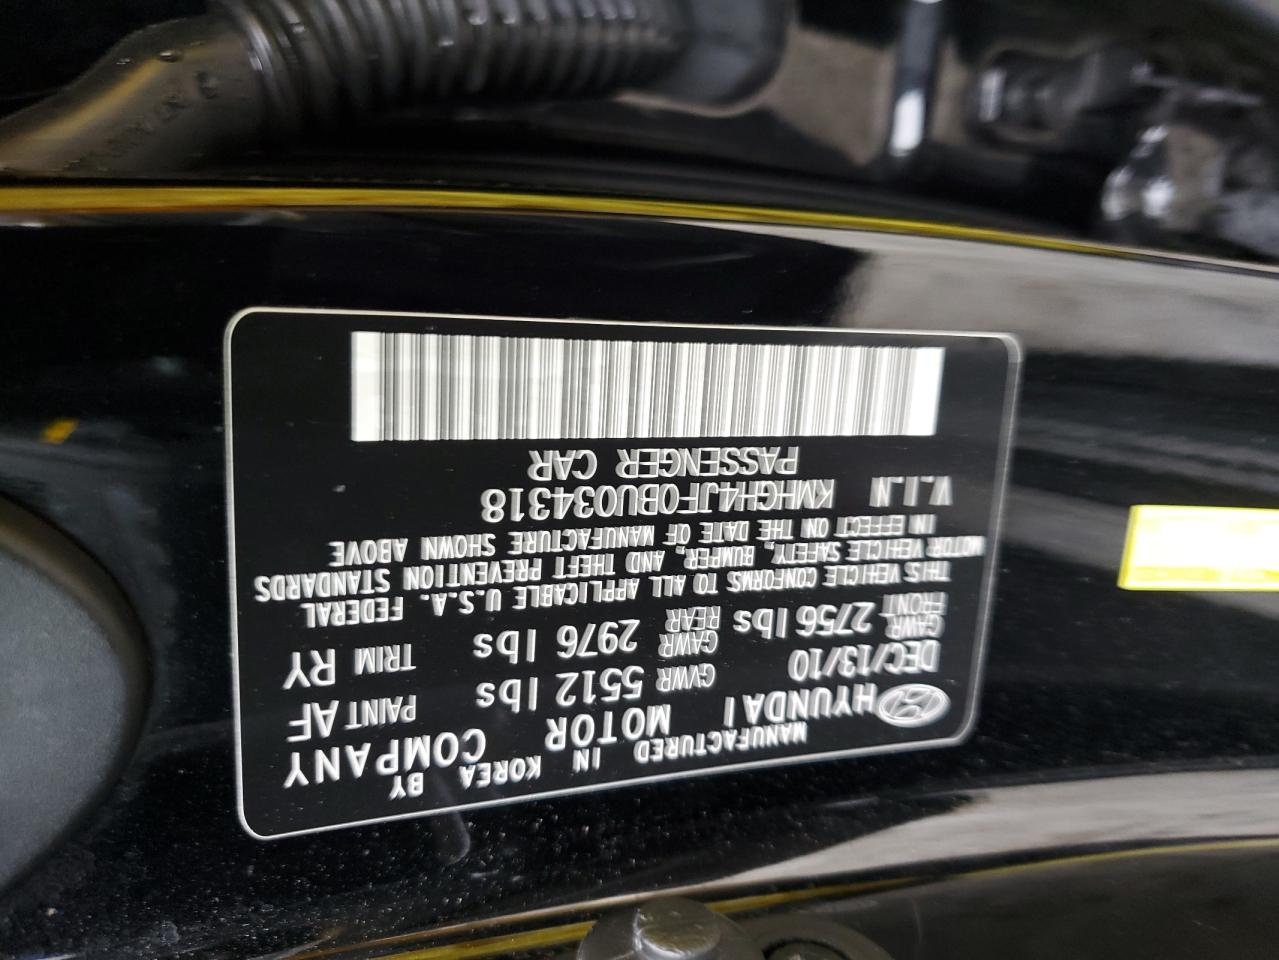 MANUFACTURED IN KOREA BY
HYUNDAI MOTOR COMPANY
DEC/13/10 GVWR 5512 lbs PAINT AF
GAWR FRONT 2756 lbs GAWR REAR 2976 lbs TRIM RY
THIS VEHICLE CONFORMS TO ALL APPLICABLE U.S.A. FEDERAL
MOTOR VEHICLE SAFETY, BUMPER, AND THEFT PREVENTION STANDARDS
IN EFFECT ON THE DATE OF MANUFACTURE SHOWN ABOVE
V.I.N KMHGH4JF0BU034318
PASSENGER CAR